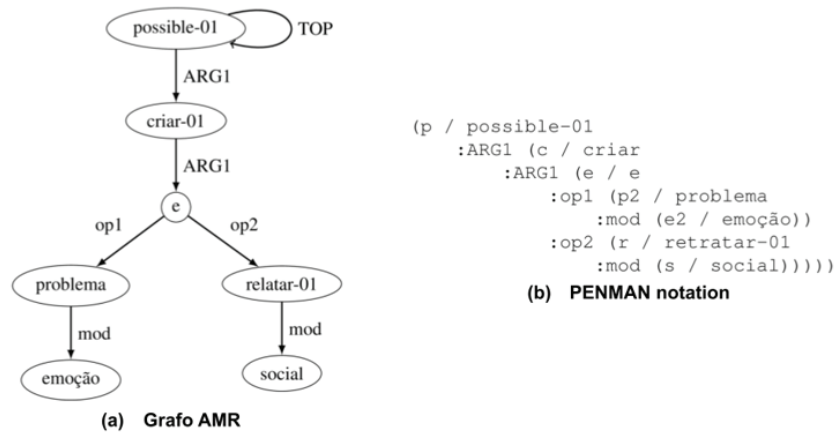 possible-01
TOP
ARG1
criar-01
ARG1
e
op1
op2
problema
relatar-01
mod
mod
emoção
social
(a) Grafo AMR
(p / possible-01
:ARG1 (c / criar
:ARG1 (e / e
:op1 (p2 / problema
:mod (e2 / emoção))
:op2 (r / retratar-01
:mod (s / social)))))
(b) PENMAN notation